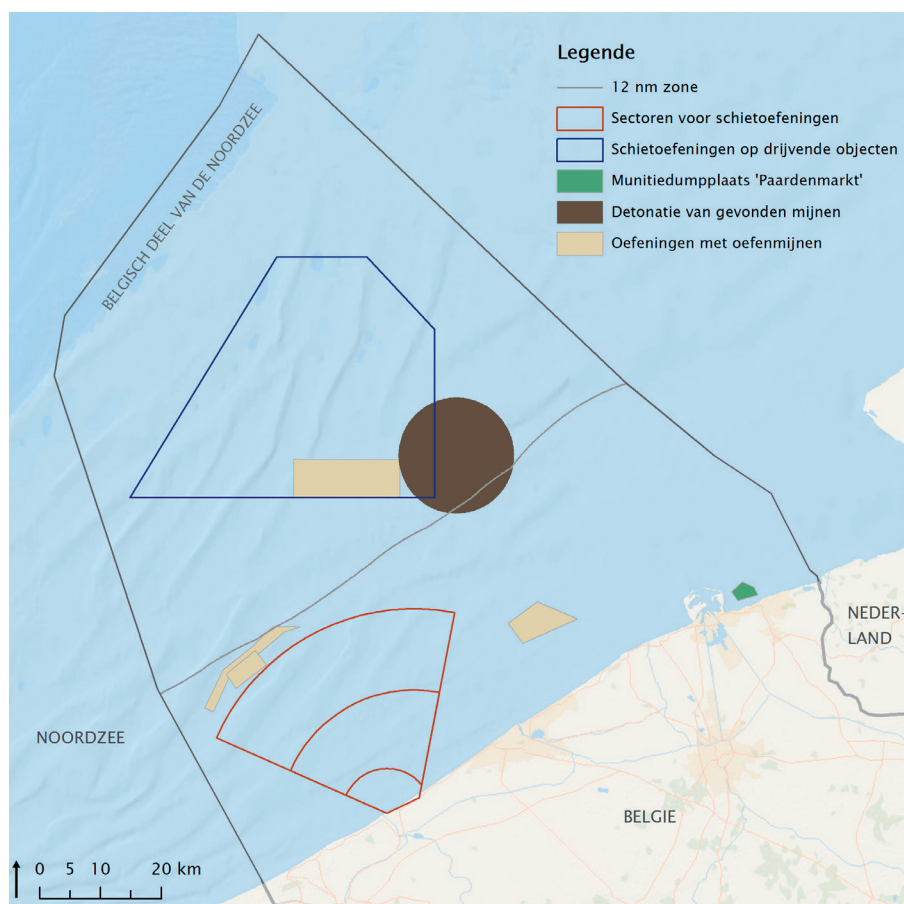 Legende
12 nm zone
Sectoren voor schietoefeningen
Schietoefeningen op drijvende objecten
Munitiedumpplaats 'Paardenmarkt'
Detonatie van gevonden mijnen
Oefeningen met oefenmijnen
BELGISCH DEEL VAN DE NOORDZEE
NEDER-
LAND
NOORDZEE
BELGIE
0 5 10 20 km